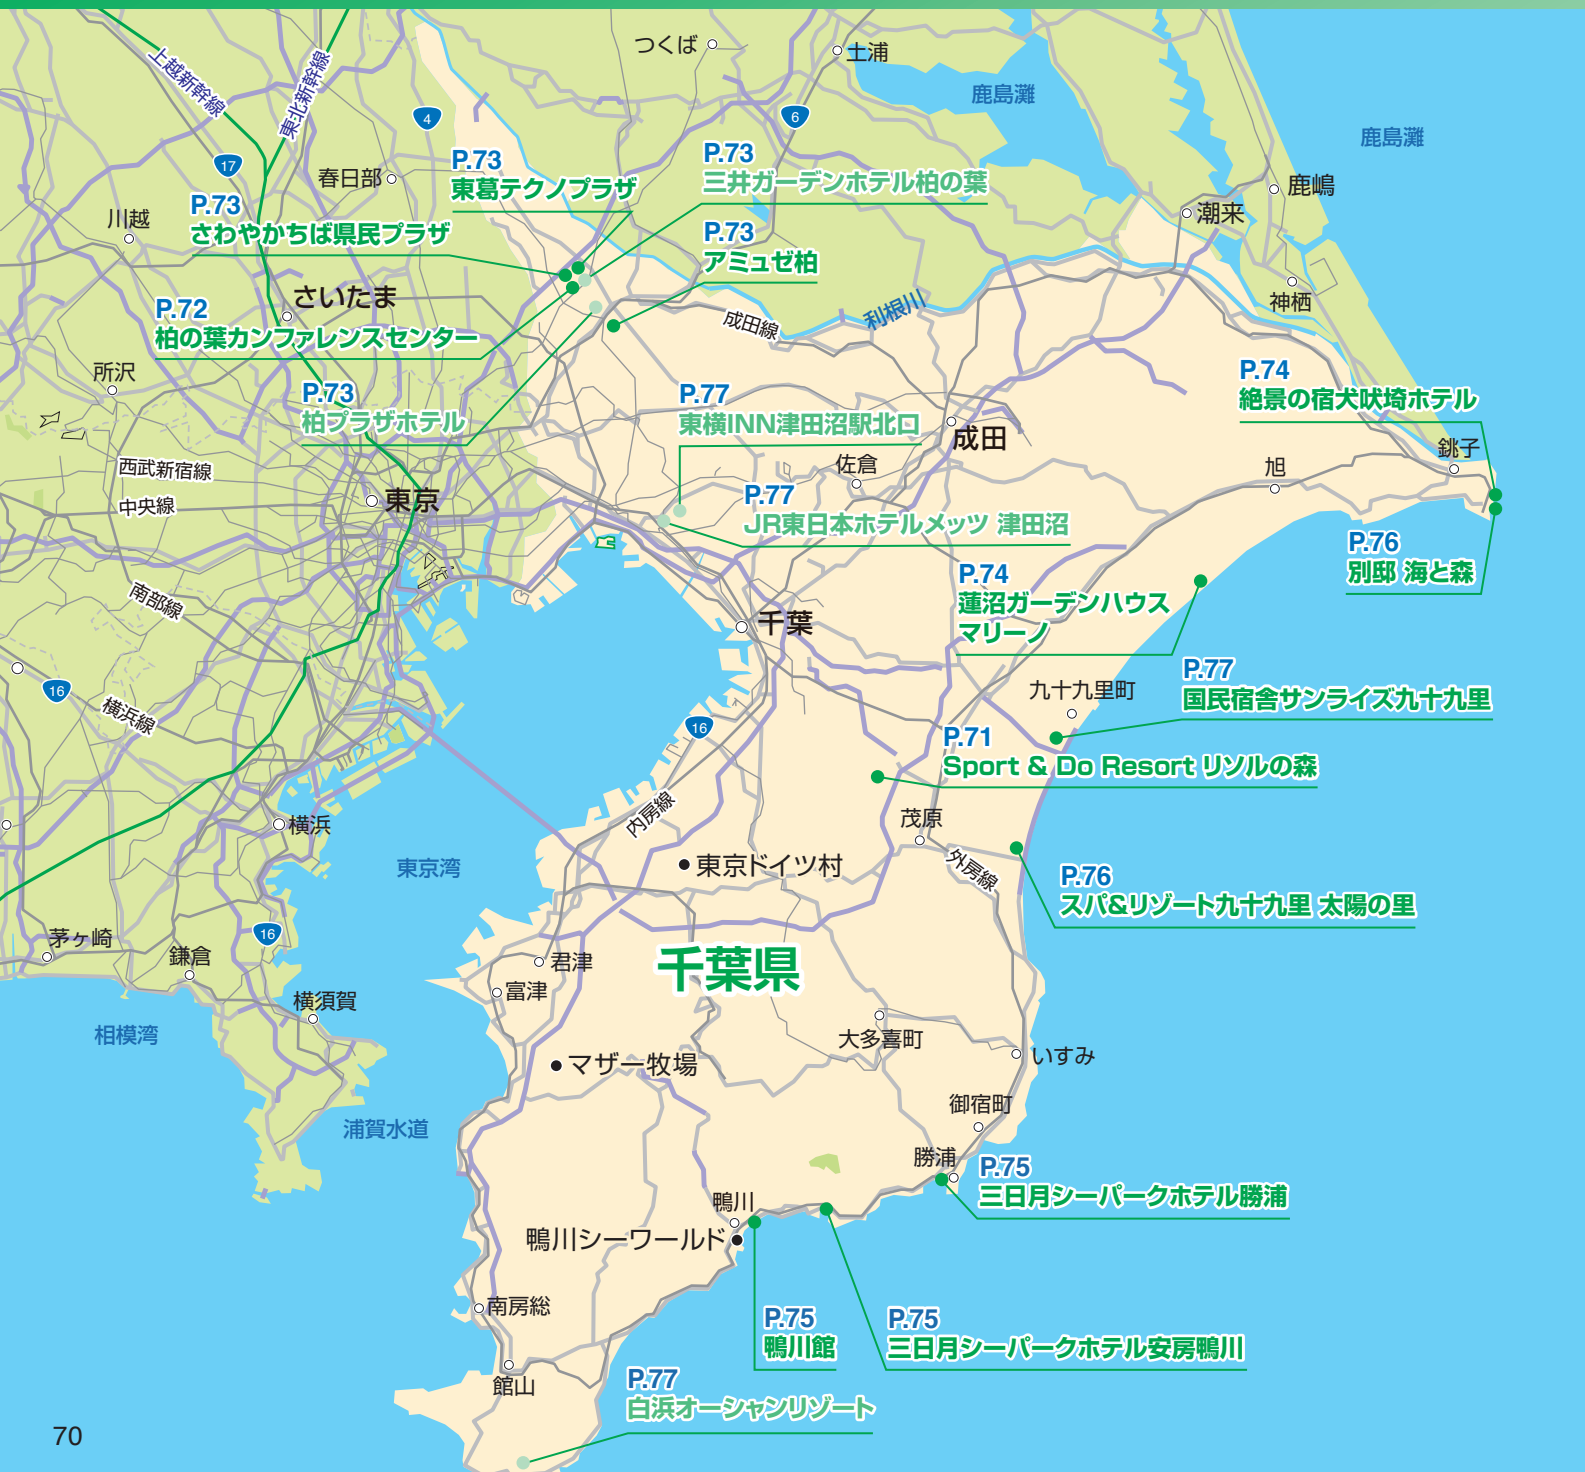 上越新幹線
東北新幹線
つくば
土浦
鹿島灘
鹿島灘
4
6
17
春日部
川越
P.73
東葛テクノプラザ
P.73
三井ガーデンホテル柏の葉
鹿嶋
潮来
P.73
さわやかちば県民プラザ
P.73
アミュゼ柏
さいたま
神栖
P.72
柏の葉カンファレンスセンター
成田線
利根川
所沢
P.73
柏プラザホテル
P.77
東横INN津田沼駅北口
P.74
絶景の宿犬吠埼ホテル
成田
佐倉
銚子
旭
西武新宿線
中央線
東京
P.77
JR東日本ホテルメッツ 津田沼
P.76
別邸 海と森
南部線
千葉
P.74
蓮沼ガーデンハウス
マリーノ
16
横浜線
九十九里町
P.77
国民宿舎サンライズ九十九里
16
P.71
Sport & Do Resort リソルの森
内房線
横浜
茂原
東京湾
東京ドイツ村
外房線
P.76
スパ&リゾート九十九里 太陽の里
16
茅ヶ崎
鎌倉
君津
千葉県
富津
横須賀
相模湾
大多喜町
いすみ
マザー牧場
浦賀水道
御宿町
勝浦
P.75
三日月シーパークホテル勝浦
鴨川
鴨川シーワールド
南房総
P.75
鴨川館
P.75
三日月シーパークホテル安房鴨川
館山
P.77
白浜オーシャンリゾート
70